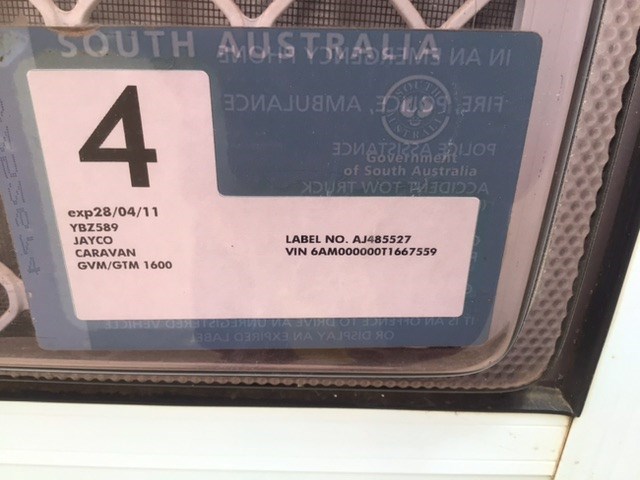 SOUTH AUSTRALIA
IN AN EMERGENCY PHONE
FIRE, POLICE, AMBULANCE
4
POLICE ASSISTANCE
Government
of South Australia
ACCIDENT TOW TRUCK
exp28/04/11
YBZ589
JAYCO
CARAVAN
GVM/GTM 1600
LABEL NO. AJ485527
VIN 6AM000000T1667559
IT IS AN OFFENCE TO DRIVE AN UNREGISTERED VEHICLE
OR DISPLAY AN EXPIRED LABEL